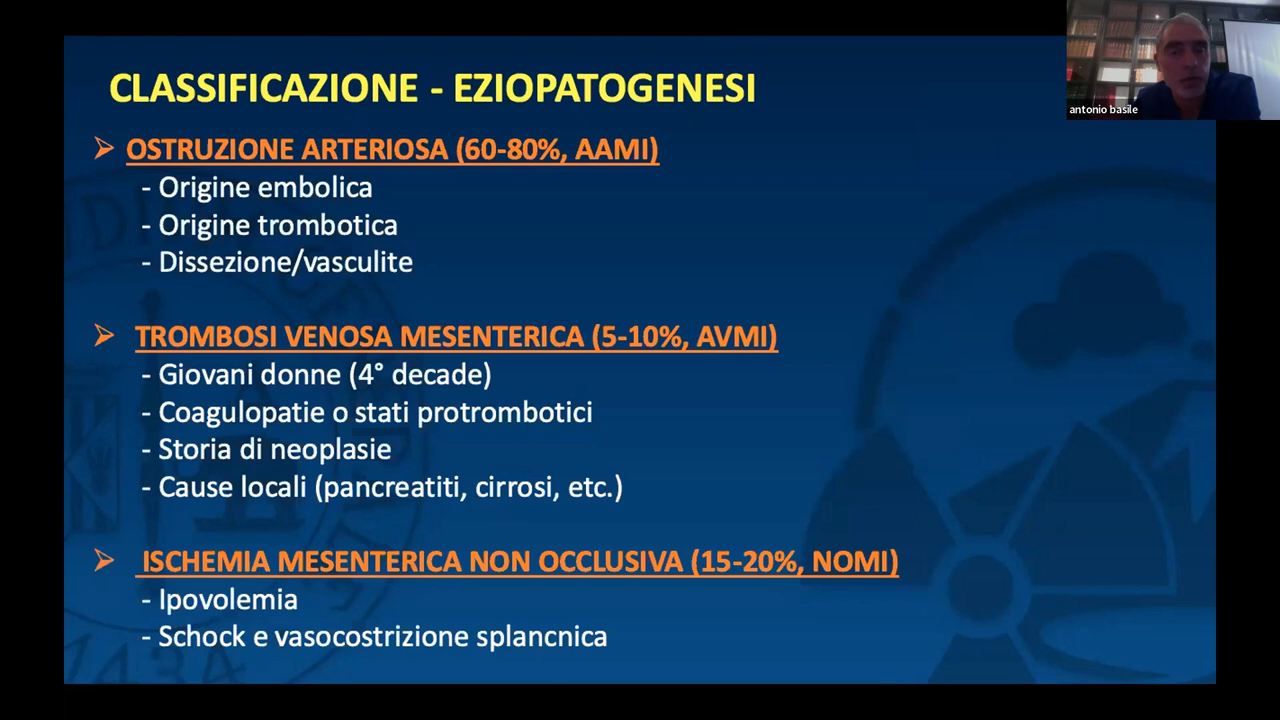 CLASSIFICAZIONE - EZIOPATOGENESI
antonio basile
➢ OSTRUZIONE ARTERIOSA (60-80%, AAMI)
- Origine embolica
- Origine trombotica
- Dissezione/vasculite
➢ TROMBOSI VENOSA MESENTERICA (5-10%, AVMI)
- Giovani donne (4° decade)
- Coagulopatie o stati protrombotici
- Storia di neoplasie
- Cause locali (pancreatiti, cirrosi, etc.)
➢ ISCHEMIA MESENTERICA NON OCCLUSIVA (15-20%, NOMI)
- Ipovolemia
- Schock e vasocostrizione splancnica
1434